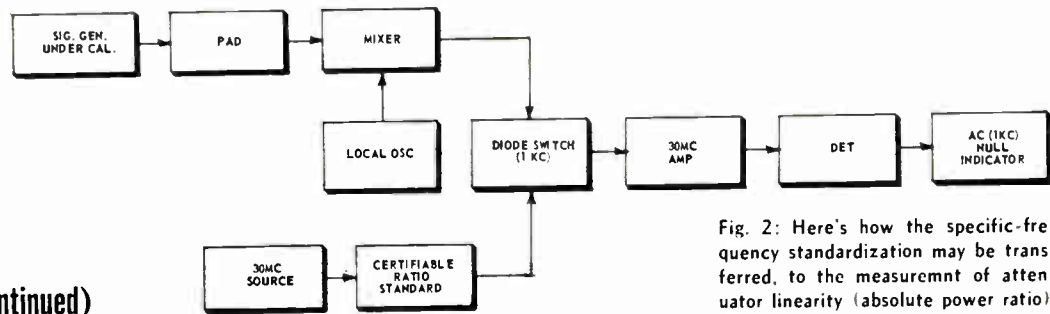 SIG. GEN.
UNDER CAL.
PAD
MIXER
LOCAL OSC
DIODE SWITCH
(1 KC)
30MC
AMP
DET
AC (1KC)
NULL
INDICATOR
30MC
SOURCE
CERTIFIABLE
RATIO
STANDARD
ntinued)
Fig. 2: Here's how the specific-fre
quency standardization may be trans
ferred, to the measuremnt of atten
uator linearity (absolute power ratio)